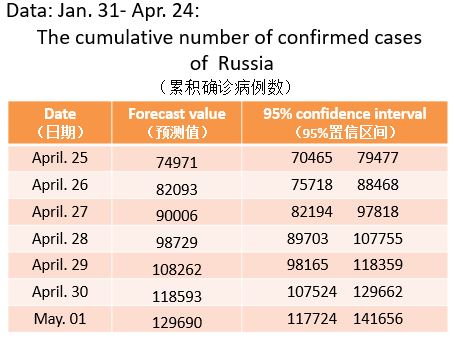 Data: Jan. 31- Apr. 24:
The cumulative number of confirmed cases
of Russia
（累积确诊病例数）
Date Forecast value 95% confidence interval
（日期） （预测值） （95%置信区间）
April. 25 74971 70465 79477
April. 26 82093 75718 88468
April. 27 90006 82194 97818
April. 28 98729 89703 107755
April. 29 108262 98165 118359
April. 30 118593 107524 129662
May. 01 129690 117724 141656